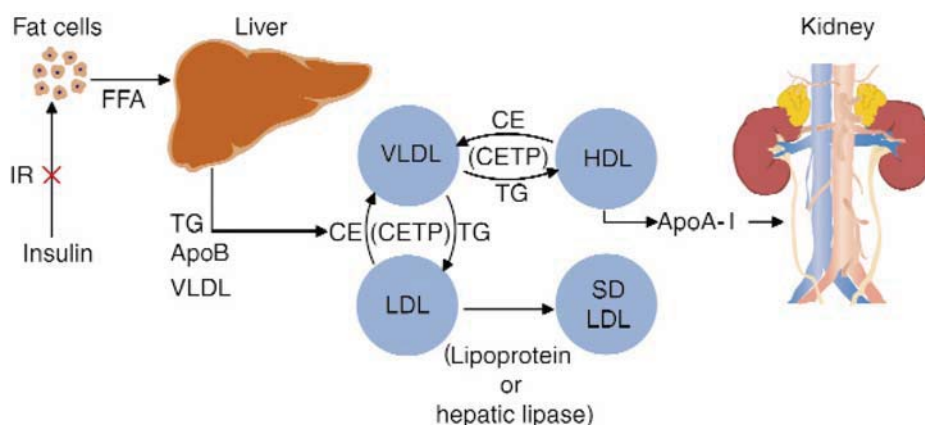 Fat cells
Liver
Kidney
FFA
CE
VLDL
(CETP)
HDL
TG
IR
TG
ApoB
VLDL
CE (CETP) TG
ApoA-I
Insulin
LDL
SD
LDL
(Lipoprotein
or
hepatic lipase)